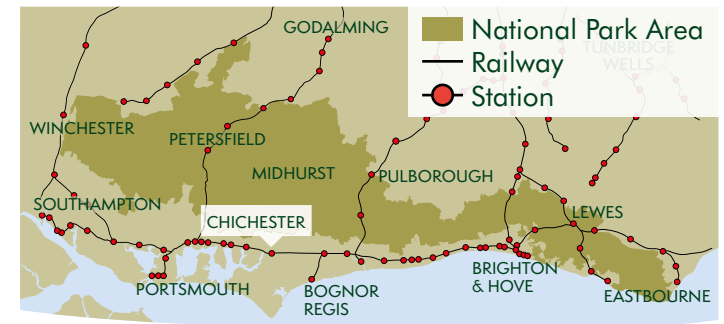 GODALMING
National Park Area
Railway
Station
TUNBRIDGE
WELLS
WINCHESTER
PETERSFIELD
MIDHURST
PULBOROUGH
SOUTHAMPTON
CHICHESTER
LEWES
PORTSMOUTH
BOGNOR
REGIS
BRIGHTON
& HOVE
EASTBOURNE